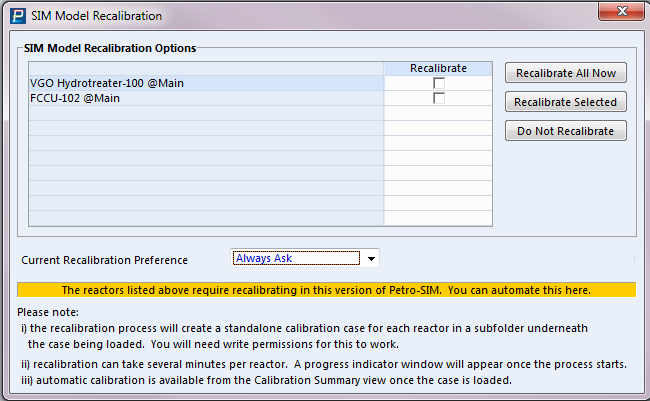 SIM Model Recalibration
SIM Model Recalibration Options
Recalibrate
VGO Hydrotreater-100 @Main
FCCU-102 @Main
Recalibrate All Now
Recalibrate Selected
Do Not Recalibrate
Current Recalibration Preference
Always Ask
The reactors listed above require recalibrating in this version of Petro-SIM. You can automate this here.
Please note:
i) the recalibration process will create a standalone calibration case for each reactor in a subfolder underneath
the case being loaded. You will need write permissions for this to work.
ii) recalibration can take several minutes per reactor. A progress indicator window will appear once the process starts.
iii) automatic calibration is available from the Calibration Summary view once the case is loaded.